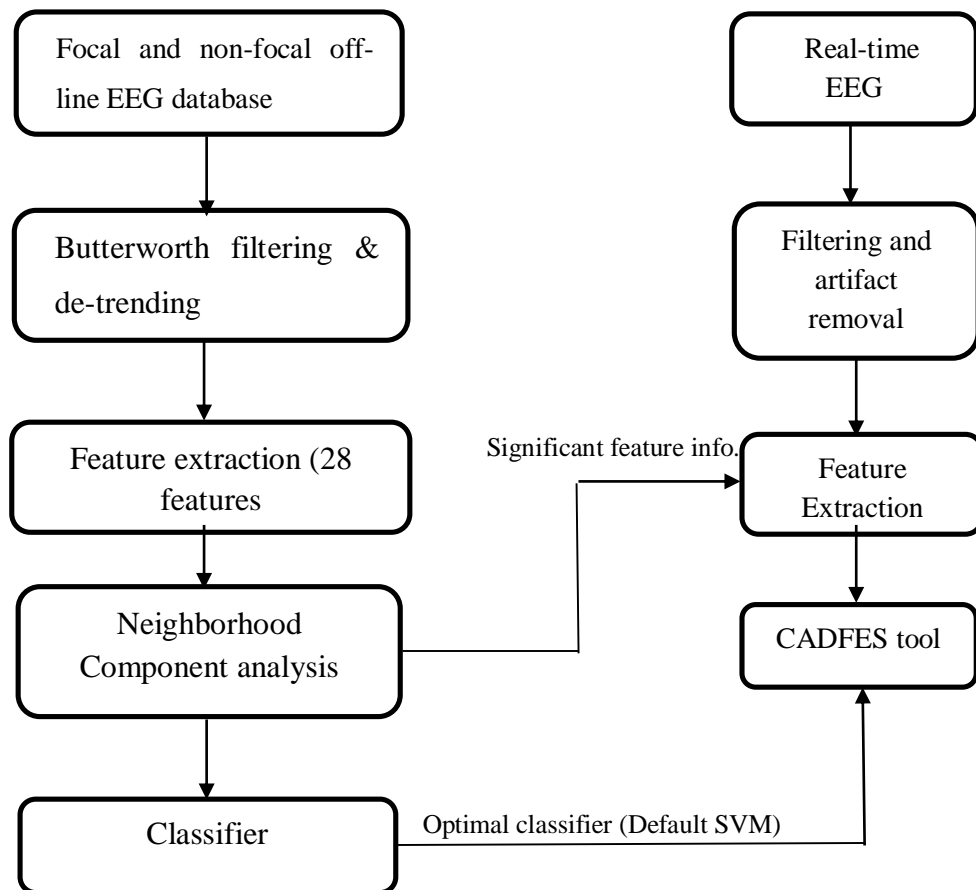 Focal and non-focal off-
line EEG database
Butterworth filtering &
de-trending
Feature extraction (28
features
Neighborhood
Component analysis
Classifier
Significant feature info.
Optimal classifier (Default SVM)
Real-time
EEG
Filtering and
artifact
removal
Feature
Extraction
CADFES tool